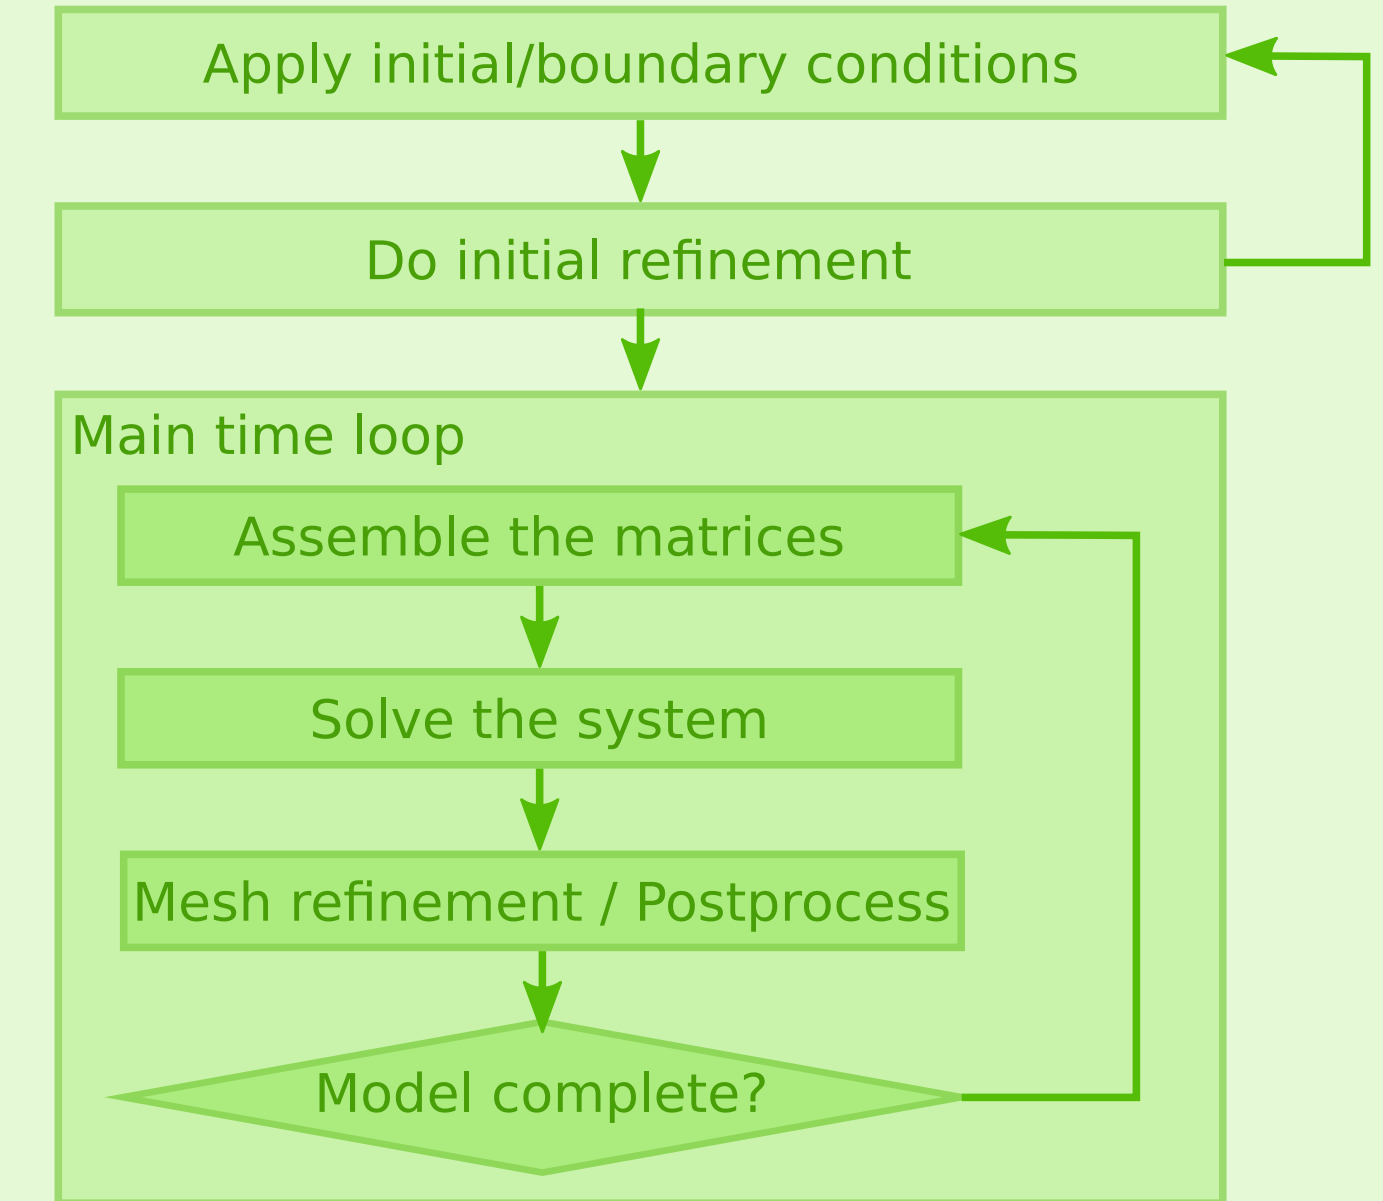 Apply initial/boundary conditions
Do initial refinement
Main time loop
Assemble the matrices
Solve the system
Mesh refinement / Postprocess
Model complete?